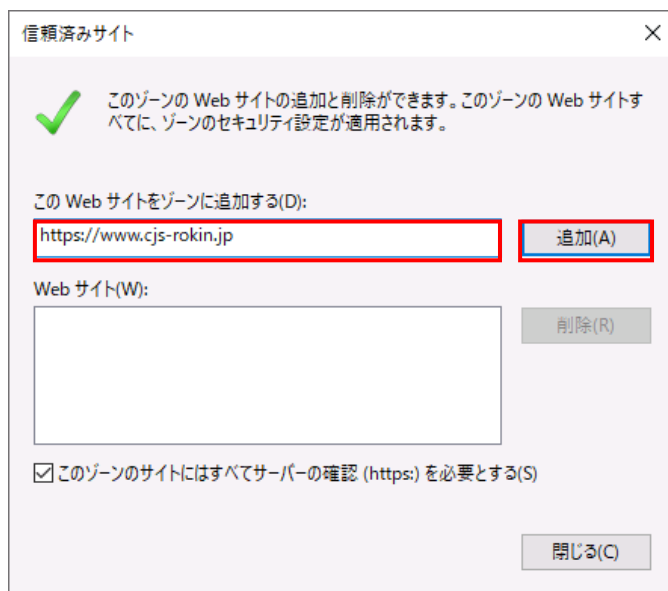 信頼済みサイト
このゾーンの Web サイトの追加と削除ができます。このゾーンの Web サイトす
べてに、ゾーンのセキュリティ設定が適用されます。
この Web サイトをゾーンに追加する(D):
https://www.cjs-rokin.jp
追加(A)
Web サイト(W):
削除(R)
このゾーンのサイトにはすべてサーバーの確認 (https:) を必要とする(S)
閉じる(C)